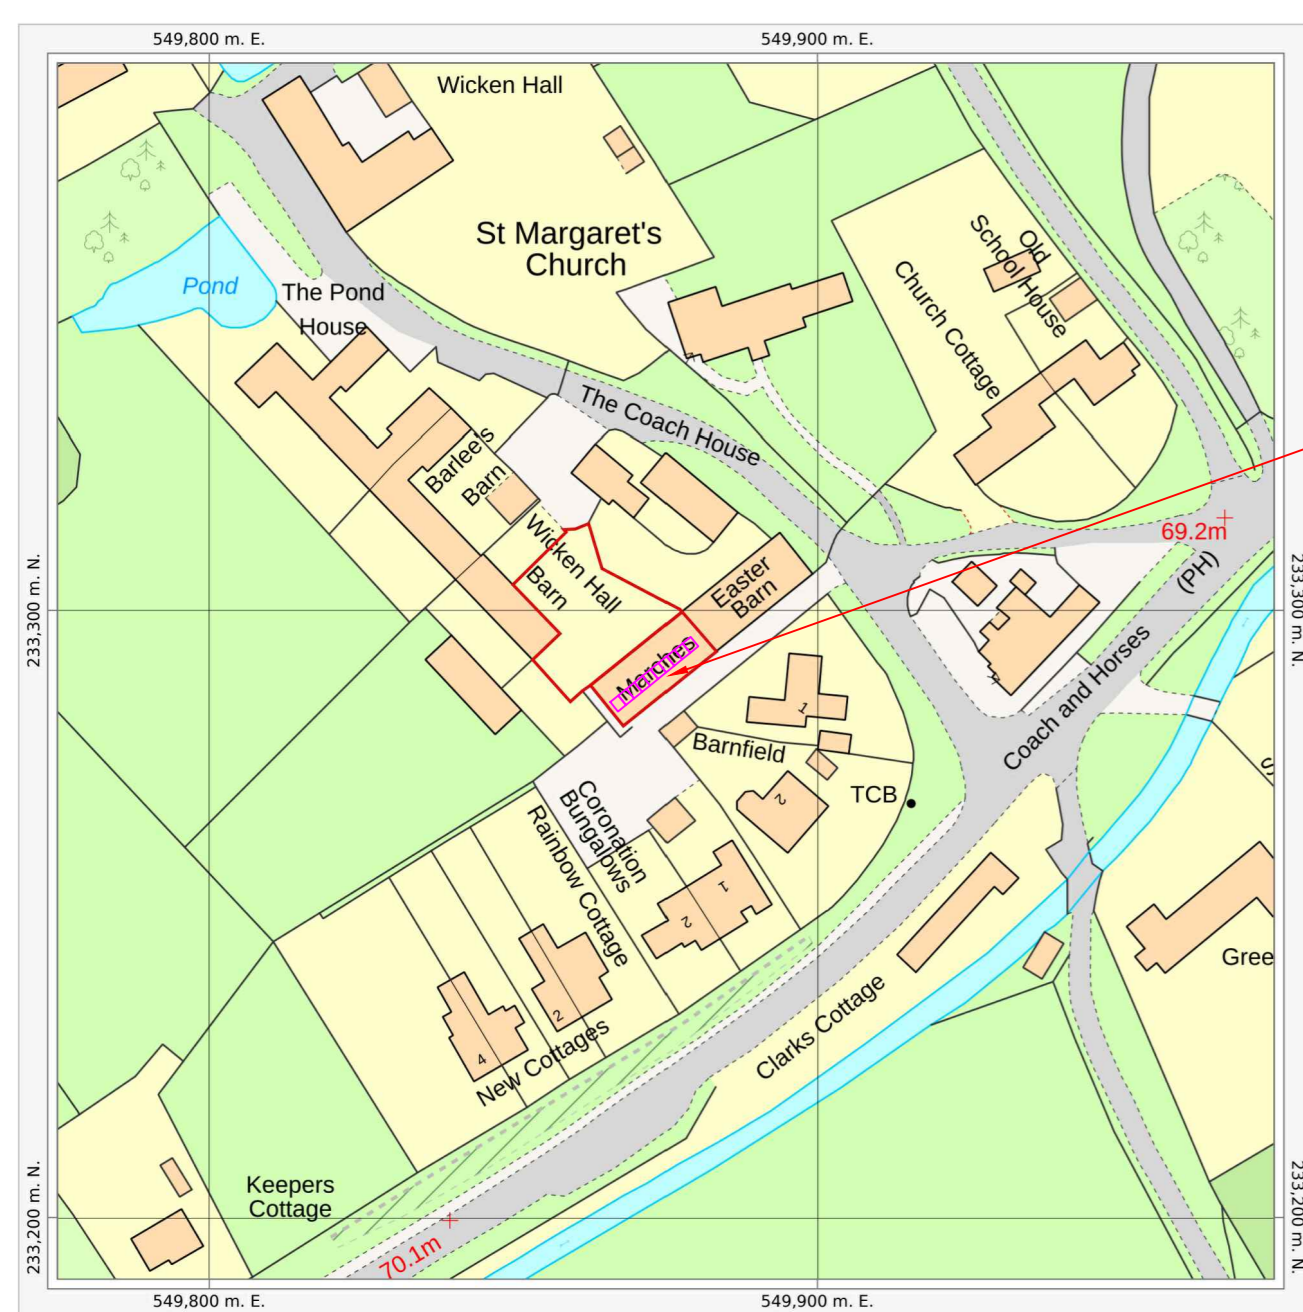 549,800 m. E.
549,900 m. E.
Wicken Hall
St Margaret's
Church
Old
School House
Church Cottage
Pond
The Pond
House
The Coach House
Barlees
Barn
69.2m
(PH)
Wicken Hall
Barn
Easter
Barn
233,300 m. N.
233,300 m. N.
Marches
1
Coach and Horses
Barnfield
2
TCB
Coronation
Bungalows
Rainbow Cottage
1
2
Gree
2
4
New Cottages
Clarks Cottage
Keepers
Cottage
70.1m
233,200 m. N.
233,200 m. N.
549,800 m. E.
549,900 m. E.